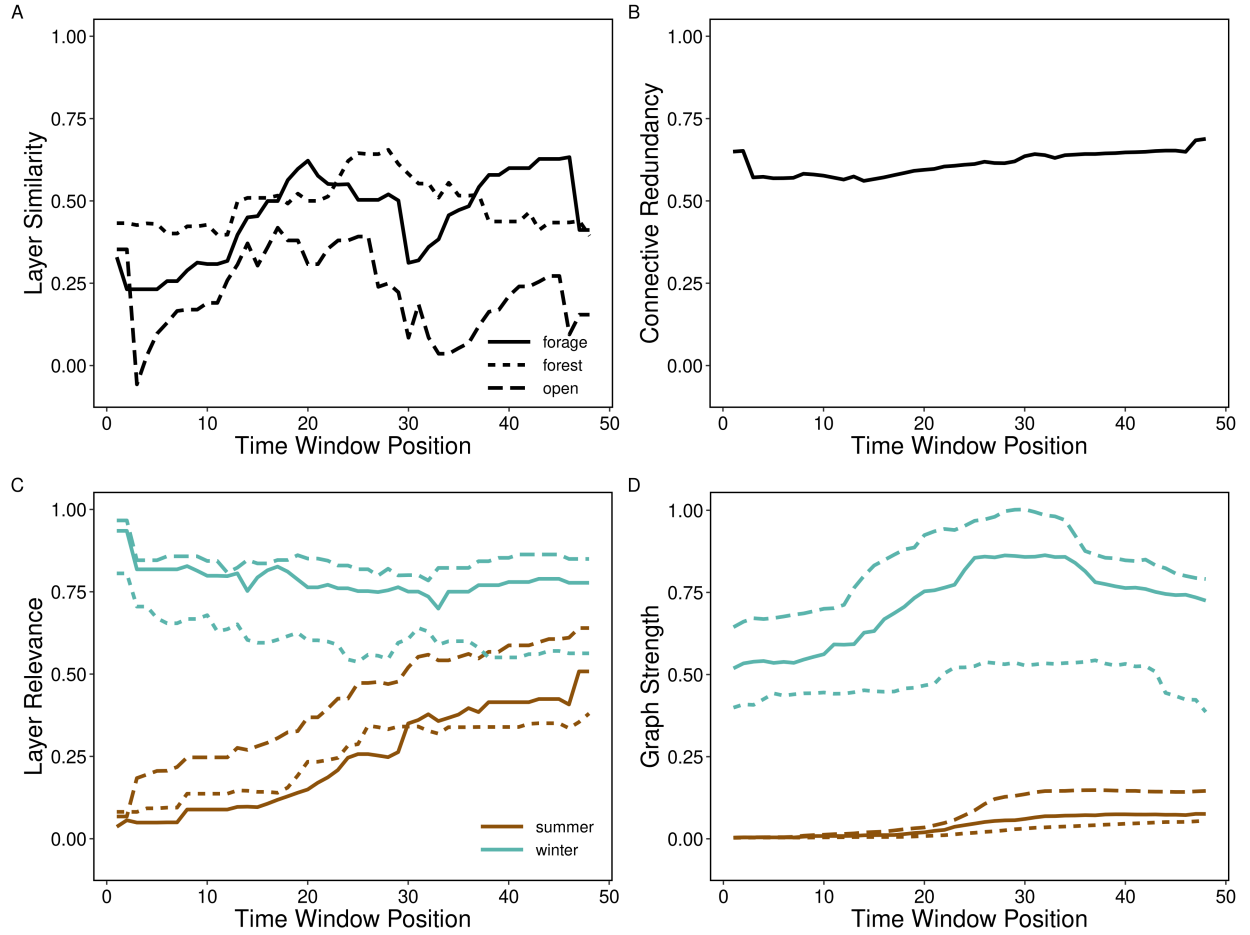 A
Layer Similarity
1.00
0.75
0.50
0.25
0.00
forage
forest
open
0 10 20 30 40 50
Time Window Position
B
Connective Redundancy
1.00
0.75
0.50
0.25
0.00
0 10 20 30 40 50
Time Window Position
C
Layer Relevance
1.00
0.75
0.50
0.25
0.00
summer
winter
0 10 20 30 40 50
Time Window Position
D
Graph Strength
1.00
0.75
0.50
0.25
0.00
0 10 20 30 40 50
Time Window Position